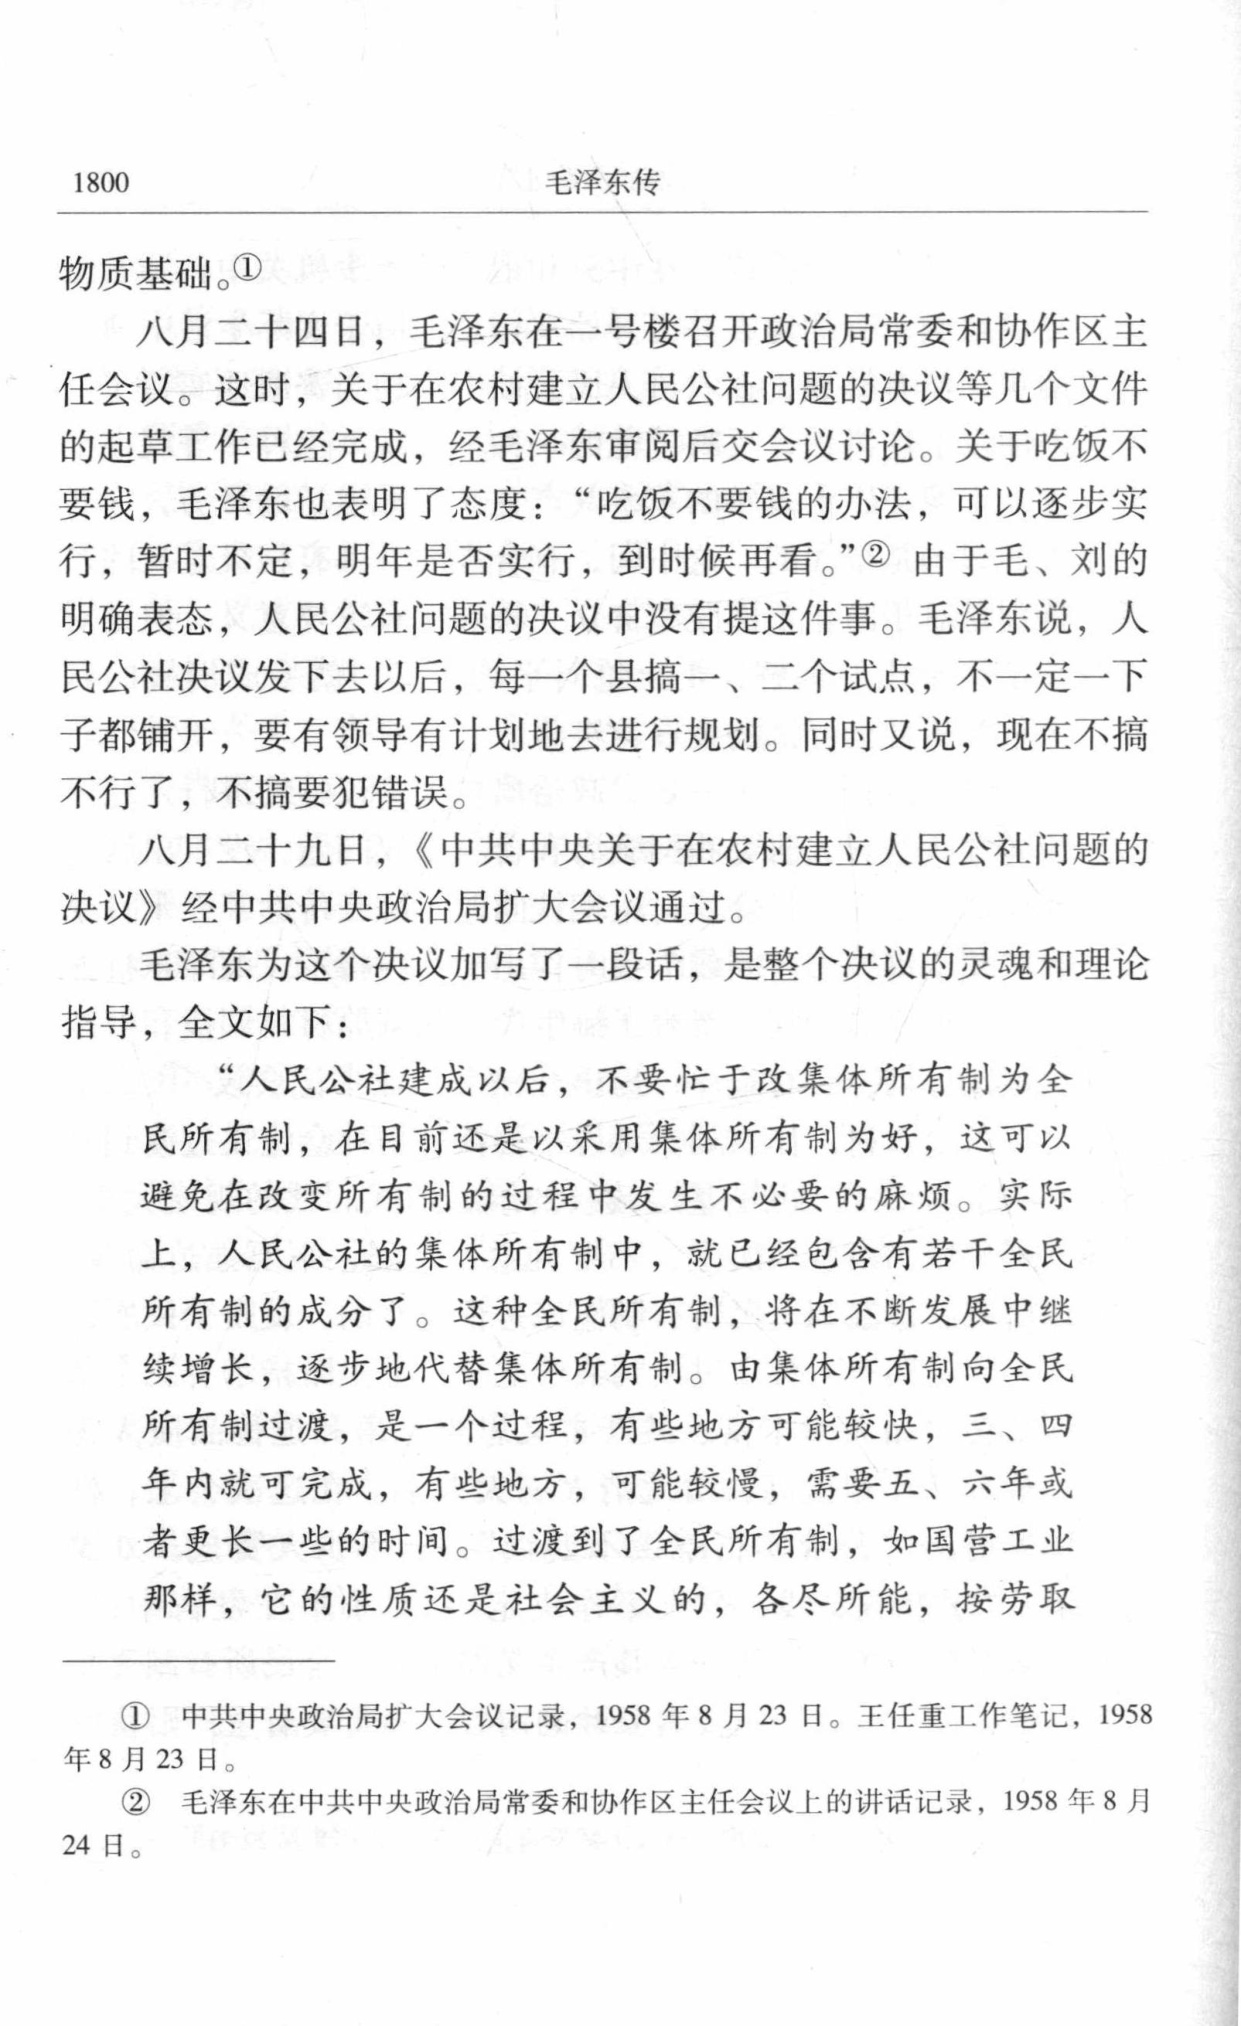 1800
毛泽东传
物质基础。①
八月二十四日，毛泽东在一号楼召开政治局常委和协作区主
任会议。这时，关于在农村建立人民公社问题的决议等几个文件
的起草工作已经完成，经毛泽东审阅后交会议讨论。关于吃饭不
要钱，毛泽东也表明了态度：“吃饭不要钱的办法，可以逐步实
行，暂时不定，明年是否实行，到时候再看。”② 由于毛、刘的
明确表态，人民公社问题的决议中没有提这件事。毛泽东说，人
民公社决议发下去以后，每一个县搞一、二个试点，不一定一下
子都铺开，要有领导有计划地去进行规划。同时又说，现在不搞
不行了，不搞要犯错误。
八月二十九日，《中共中央关于在农村建立人民公社问题的
决议》经中共中央政治局扩大会议通过。
毛泽东为这个决议加写了一段话，是整个决议的灵魂和理论
指导，全文如下：
“人民公社建成以后，不要忙于改集体所有制为全
民所有制，在目前还是以采用集体所有制为好，这可以
避免在改变所有制的过程中发生不必要的麻烦。实际
上，人民公社的集体所有制中，就已经包含有若干全民
所有制的成分了。这种全民所有制，将在不断发展中继
续增长，逐步地代替集体所有制。由集体所有制向全民
所有制过渡，是一个过程，有些地方可能较快，三、四
年内就可完成，有些地方，可能较慢，需要五、六年或
者更长一些的时间。过渡到了全民所有制，如国营工业
那样，它的性质还是社会主义的，各尽所能，按劳取
① 中共中央政治局扩大会议记录，1958 年 8 月 23 日。王任重工作笔记，1958
年 8 月 23 日。
② 毛泽东在中共中央政治局常委和协作区主任会议上的讲话记录，1958 年 8 月
24 日。